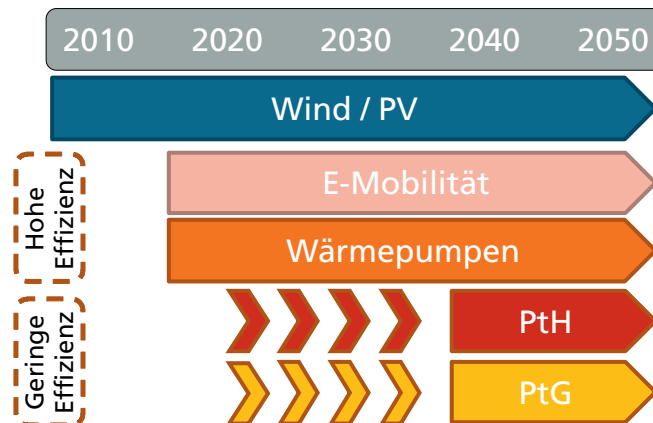 2010 2020 2030 2040 2050
Wind / PV
Hohe
Effizienz
E-Mobilität
Wärmepumpen
Geringe
Effizienz
PtH
PtG